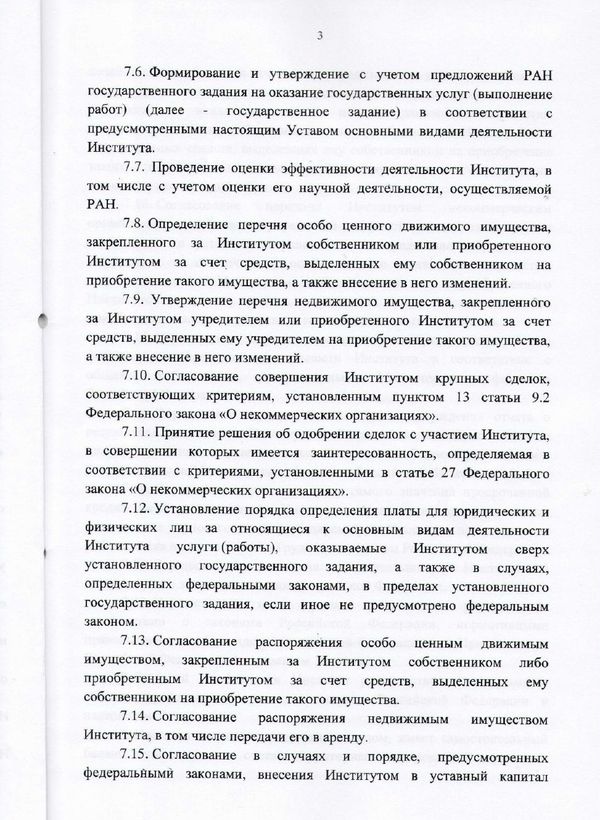 3
7.6. Формирование и утверждение с учетом предложений РАН
государственного задания на оказание государственных услуг (выполнение
работ) (далее - государственное задание) в соответствии с
предусмотренными настоящим Уставом основными видами деятельности
Института.
7.7. Проведение оценки эффективности деятельности Института, в
том числе с учетом оценки его научной деятельности, осуществляемой
РАН.
7.8. Определение перечня особо ценного движимого имущества,
закрепленного за Институтом собственником или приобретенного
Институтом за счет средств, выделенных ему собственником на
приобретение такого имущества, а также внесение в него изменений.
7.9. Утверждение перечня недвижимого имущества, закрепленного
за Институтом учредителем или приобретенного Институтом за счет
средств, выделенных ему учредителем на приобретение такого имущества,
а также внесение в него изменений.
7.10. Согласование совершения Институтом крупных сделок,
соответствующих критериям, установленным пунктом 13 статьи 9.2
Федерального закона «О некоммерческих организациях».
7.11. Принятие решения об одобрении сделок с участием Института,
в совершении которых имеется заинтересованность, определяемая в
соответствии с критериями, установленными в статье 27 Федерального
закона «О некоммерческих организациях».
7.12. Установление порядка определения платы для юридических и
физических лиц за относящиеся к основным видам деятельности
Института услуги (работы), оказываемые Институтом сверх
установленного государственного задания, а также в случаях,
определенных федеральными законами, в пределах установленного
государственного задания, если иное не предусмотрено федеральным
законом.
7.13. Согласование распоряжения особо ценным движимым
имуществом, закрепленным за Институтом собственником либо
приобретенным Институтом за счет средств, выделенных ему
собственником на приобретение такого имущества.
7.14. Согласование распоряжения недвижимым имуществом
Института, в том числе передачи его в аренду.
7.15. Согласование в случаях и порядке, предусмотренных
федеральными законами, внесения Институтом в уставный капитал